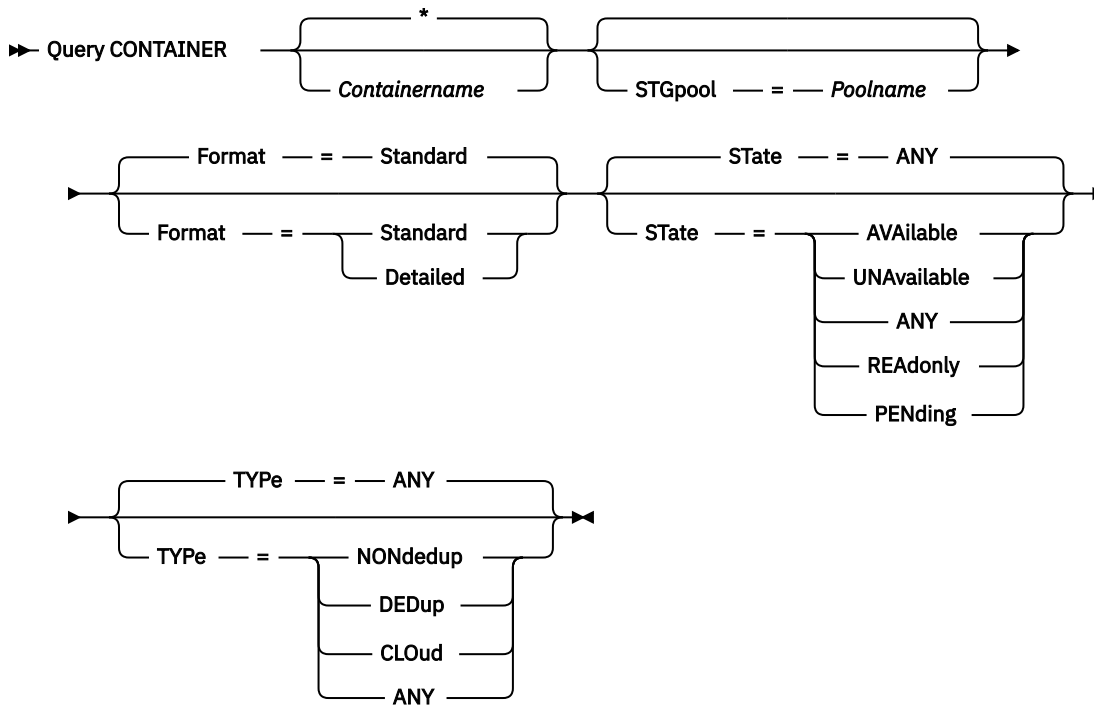 *
Query CONTAINER
Containername
STGpool = Poolname
Format = Standard
STate = ANY
Format = Standard
STate = AVAilable
Detailed
UNAvailable
ANY
REAdonly
PENding
TYPe = ANY
TYPe = NONdedup
DEDup
CLOud
ANY